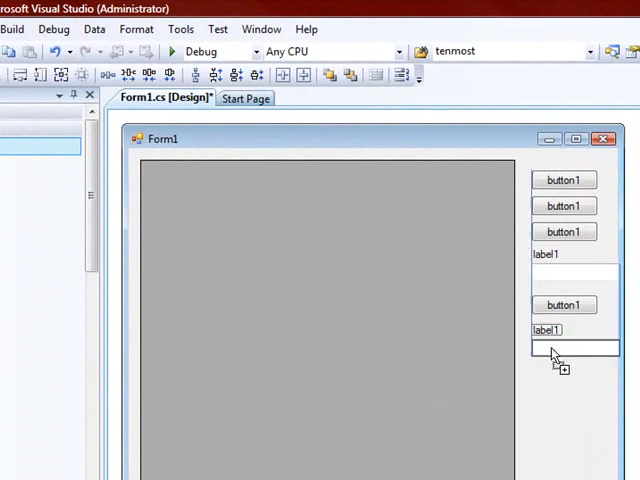 rosoft Visual Studio (Administrator)
Build Debug Data Format Tools Test Window Help
Debug Any CPU tenmost
Form1.cs [Design]* Start Page
Form1
button1
button1
button1
label1
button1
label1